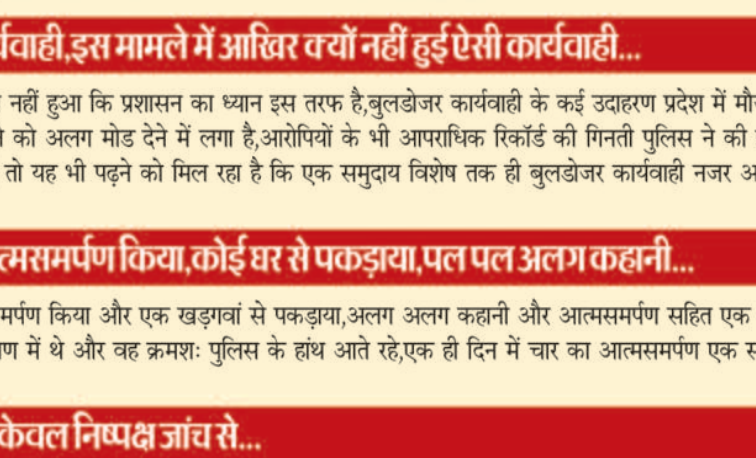 र्यवाही,इस मामले में आखिर क्यों नहीं हुई ऐसी कार्यवाही...
नहीं हुआ कि प्रशासन का ध्यान इस तरफ है,बुलडोजर कार्यवाही के कई उदाहरण प्रदेश में मौ
को अलग मोड देने में लगा है,आरोपियों के भी आपराधिक रिकॉर्ड की गिनती पुलिस ने की
तो यह भी पढ़ने को मिल रहा है कि एक समुदाय विशेष तक ही बुलडोजर कार्यवाही नजर अ
त्मसमर्पण किया,कोई घर से पकड़ाया,पल पल अलग कहानी...
मर्पण किया और एक खड़गवां से पकड़ाया,अलग अलग कहानी और आत्मसमर्पण सहित एक
ण में थे और वह क्रमशः पुलिस के हांथ आते रहे,एक ही दिन में चार का आत्मसमर्पण एक स
केवल निष्पक्ष जांच से...